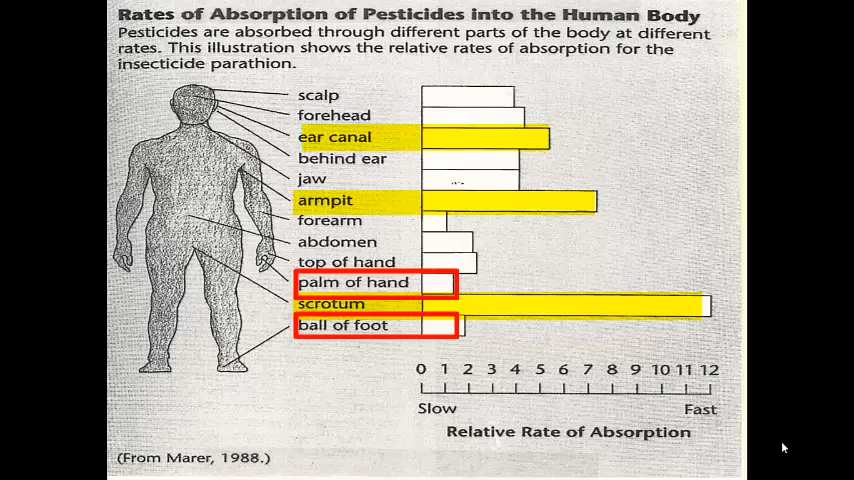 Rates of Absorption of Pesticides into the Human Body
Pesticides are absorbed through different parts of the body at different
rates. This illustration shows the relative rates of absorption for the
insecticide parathion.
scalp
forehead
ear canal
behind ear
jaw
armpit
forearm
abdomen
top of hand
palm of hand
scrotum
ball of foot
0 1 2 3 4 5 6 7 8 9 10 11 12
Slow Fast
Relative Rate of Absorption
(From Marer, 1988.)